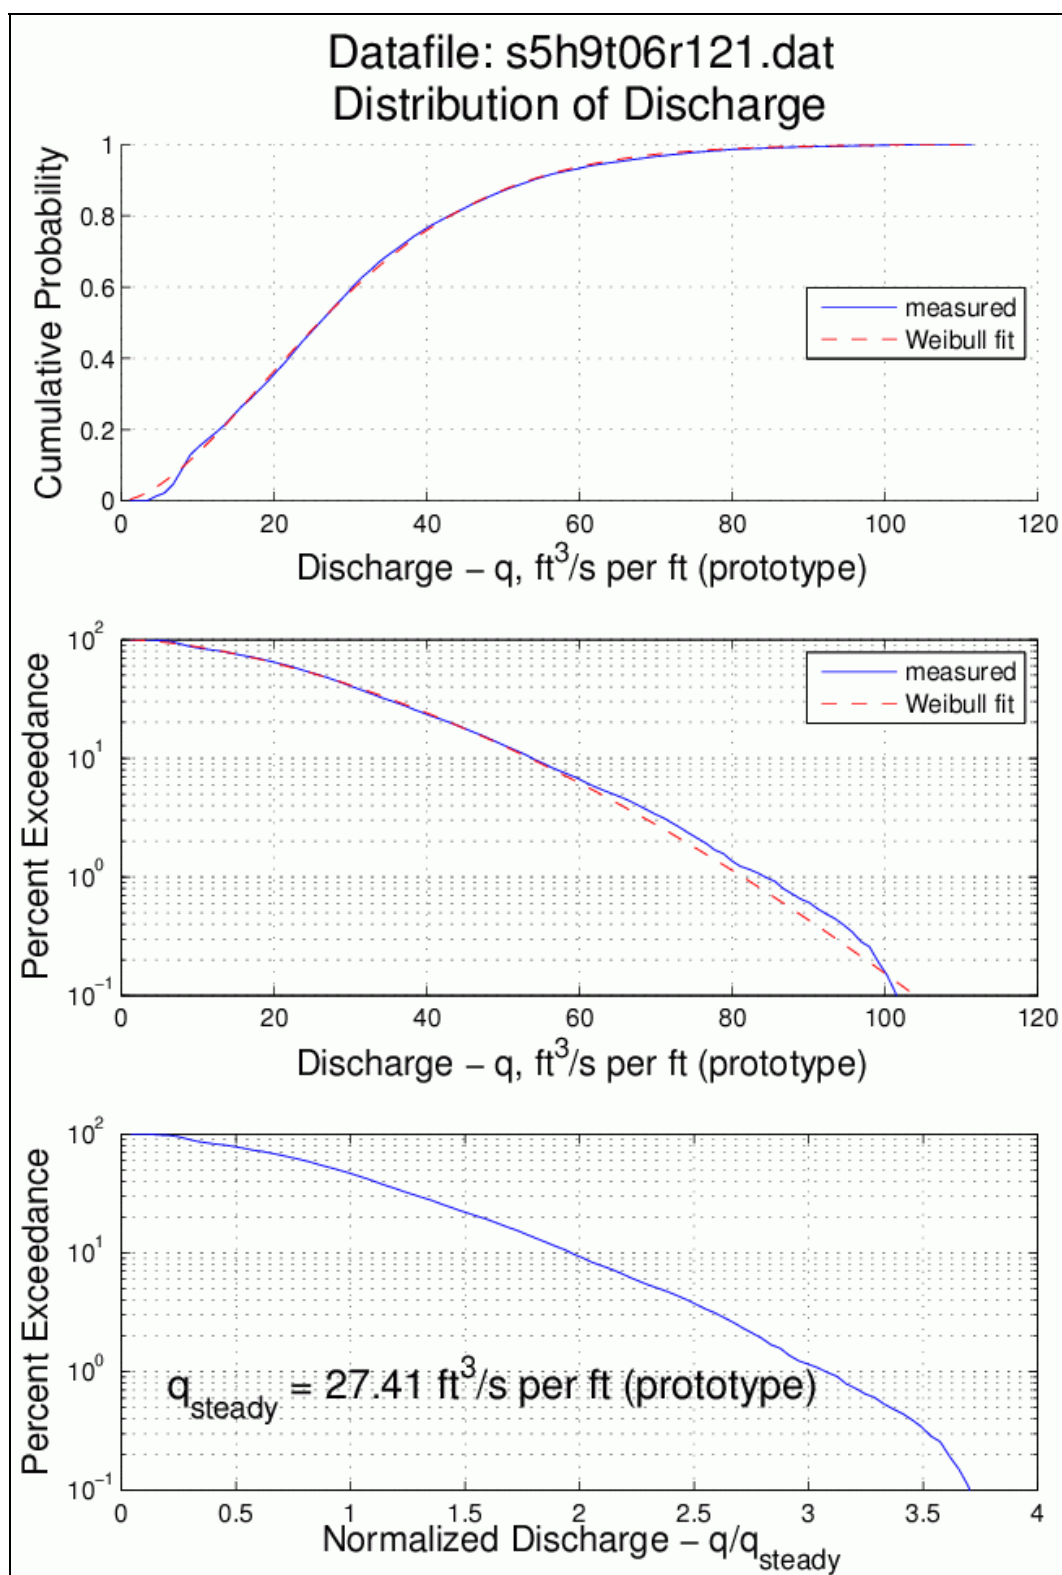 Datafile: s5h9t06r121.dat
Distribution of Discharge
Cumulative Probability
1
0.8
0.6
0.4
0.2
0
measured
Weibull fit
0 20 40 60 80 100 120
Discharge – q, ft³/s per ft (prototype)
Percent Exceedance
10²
10¹
10⁰
10⁻¹
measured
Weibull fit
0 20 40 60 80 100 120
Discharge – q, ft³/s per ft (prototype)
Percent Exceedance
10²
10¹
10⁰
10⁻¹
q_steady = 27.41 ft³/s per ft (prototype)
0 0.5 1 1.5 2 2.5 3 3.5 4
Normalized Discharge – q/q_steady